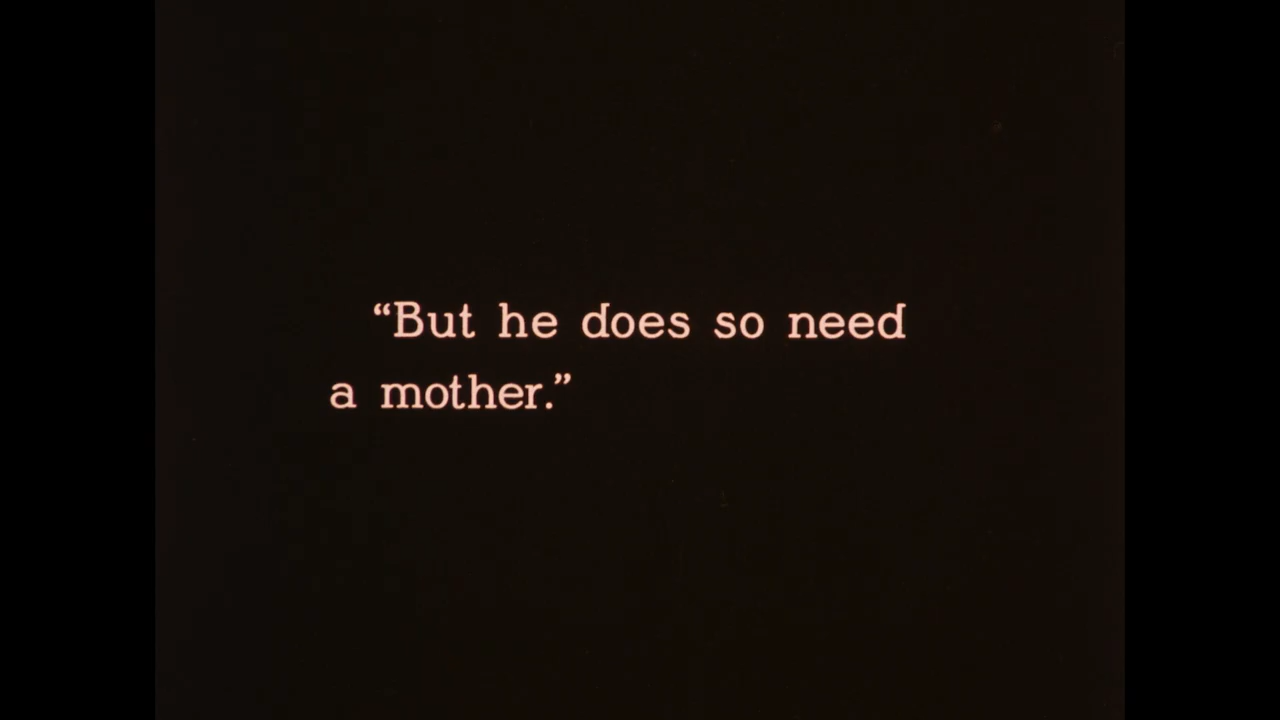 “But he does so need
a mother.”